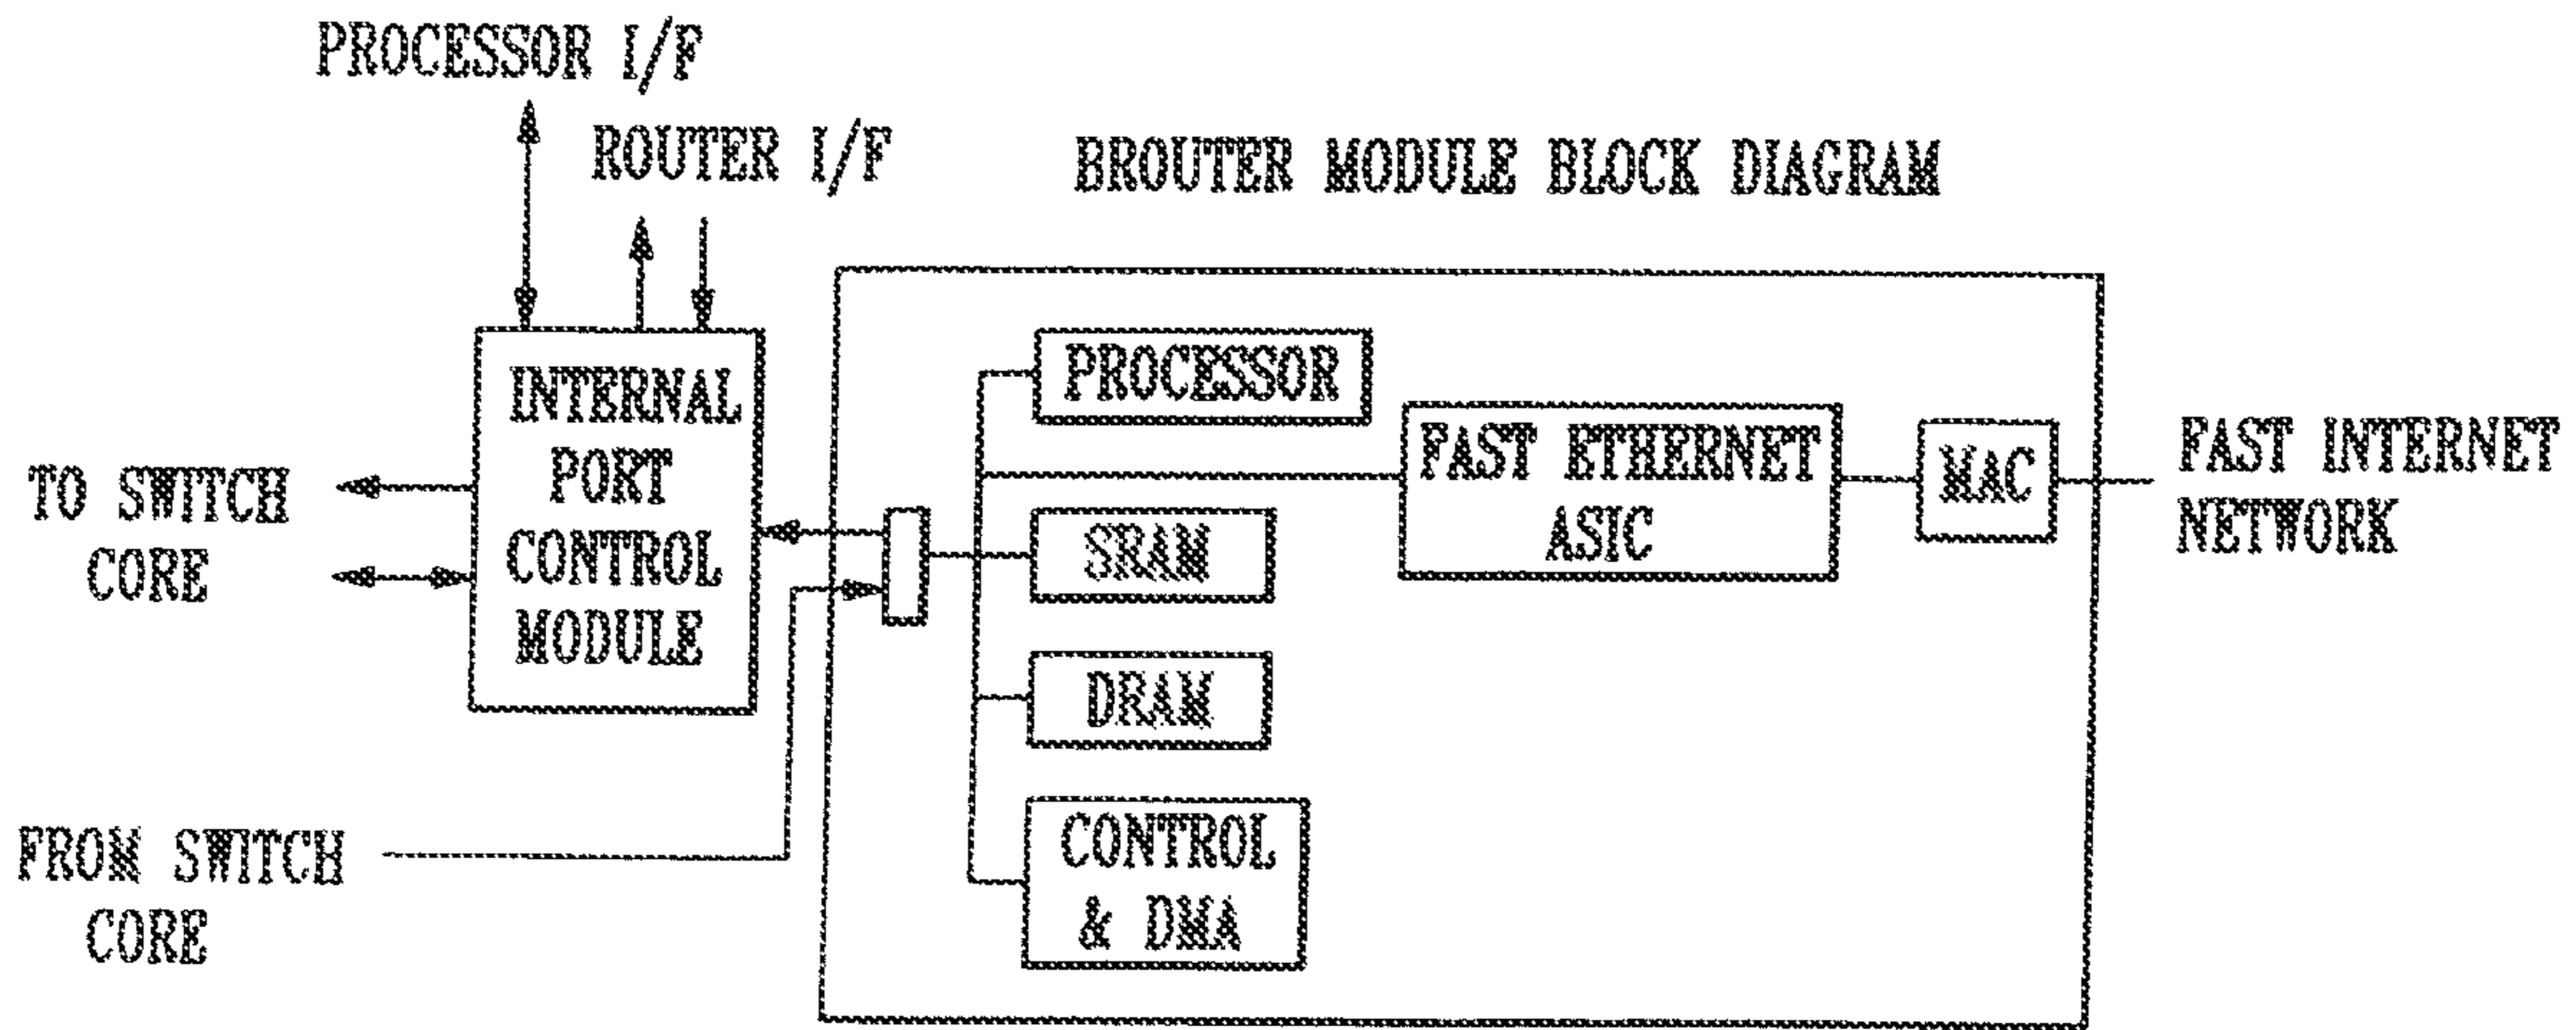 PROCESSOR I/F
ROUTER I/F
BROUTER MODULE BLOCK DIAGRAM
INTERNAL
PORT
CONTROL
MODULE
TO SWITCH
CORE
FROM SWITCH
CORE
PROCESSOR
FAST ETHERNET
ASIC
MAC
SRAM
DRAM
CONTROL
& DMA
FAST INTERNET
NETWORK